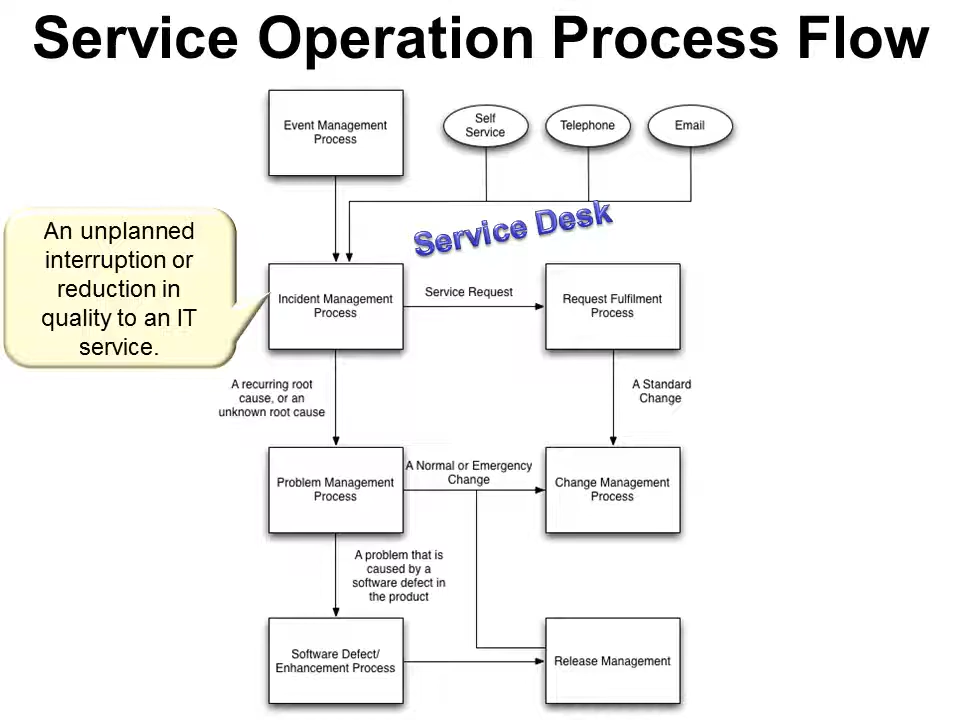 Service Operation Process Flow
Event Management
Process
Self
Service
Telephone
Email
Service Desk
An unplanned
interruption or
reduction in
quality to an IT
service.
Incident Management
Process
Service Request
Request Fulfilment
Process
A recurring root
cause, or an
unknown root cause
A Standard
Change
Problem Management
Process
A Normal or Emergency
Change
Change Management
Process
A problem that is
caused by a
software defect in
the product
Software Defect/
Enhancement Process
Release Management